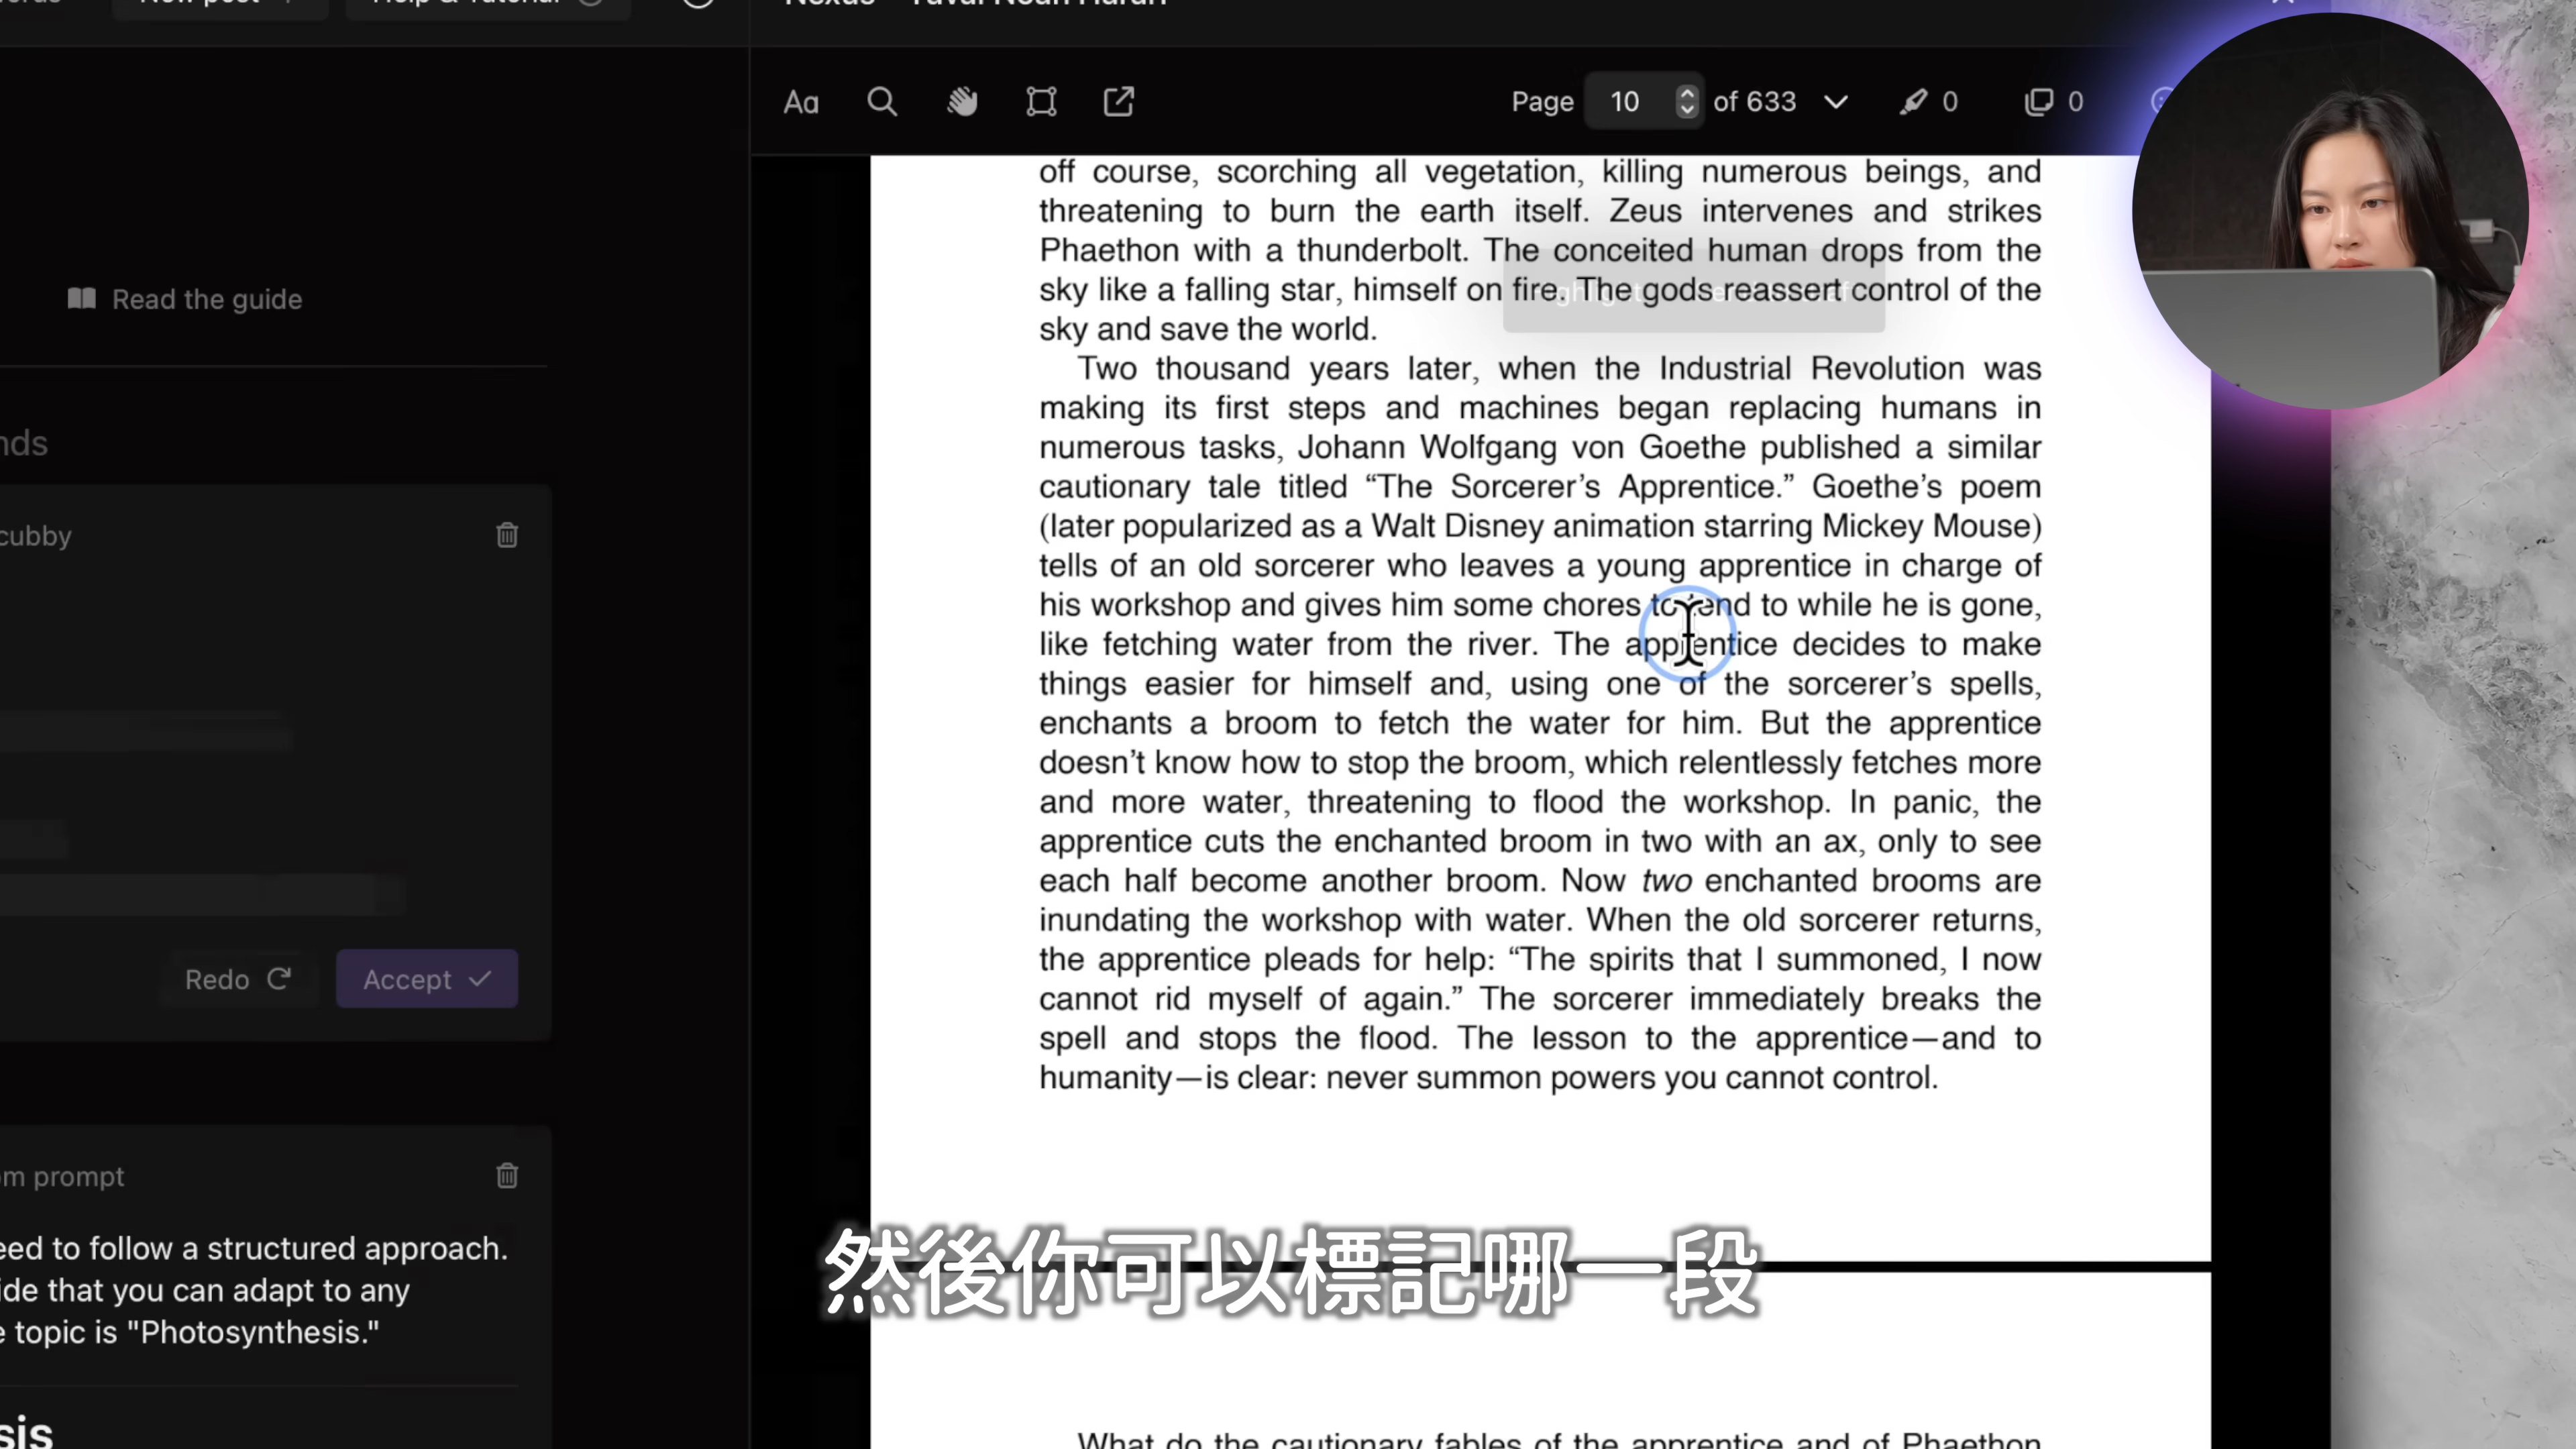 New post
Help & Tutorial
Nexus
Yuval Noah Harari
Aa
Page 10 of 633
0
0
Read the guide
off course, scorching all vegetation, killing numerous beings, and
threatening to burn the earth itself. Zeus intervenes and strikes
Phaethon with a thunderbolt. The conceited human drops from the
sky like a falling star, himself on fire. The gods reassert control of the
sky and save the world.
Two thousand years later, when the Industrial Revolution was
making its first steps and machines began replacing humans in
numerous tasks, Johann Wolfgang von Goethe published a similar
cautionary tale titled “The Sorcerer’s Apprentice.” Goethe’s poem
(later popularized as a Walt Disney animation starring Mickey Mouse)
tells of an old sorcerer who leaves a young apprentice in charge of
his workshop and gives him some chores to tend to while he is gone,
like fetching water from the river. The apprentice decides to make
things easier for himself and, using one of the sorcerer’s spells,
enchants a broom to fetch the water for him. But the apprentice
doesn’t know how to stop the broom, which relentlessly fetches more
and more water, threatening to flood the workshop. In panic, the
apprentice cuts the enchanted broom in two with an ax, only to see
each half become another broom. Now two enchanted brooms are
inundating the workshop with water. When the old sorcerer returns,
the apprentice pleads for help: “The spirits that I summoned, I now
cannot rid myself of again.” The sorcerer immediately breaks the
spell and stops the flood. The lesson to the apprentice—and to
humanity—is clear: never summon powers you cannot control.
nds
cubby
Redo
Accept
m prompt
eed to follow a structured approach.
ide that you can adapt to any
e topic is "Photosynthesis."
sis
然後你可以標記哪一段
What do the cautionary fables of the apprentice and of Phaethon